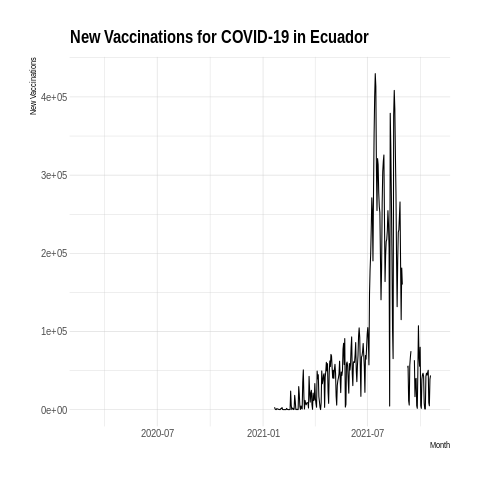 New Vaccinations for COVID-19 in Ecuador
New Vaccinations
4e+05
3e+05
2e+05
1e+05
0e+00
2020-07
2021-01
2021-07
Month